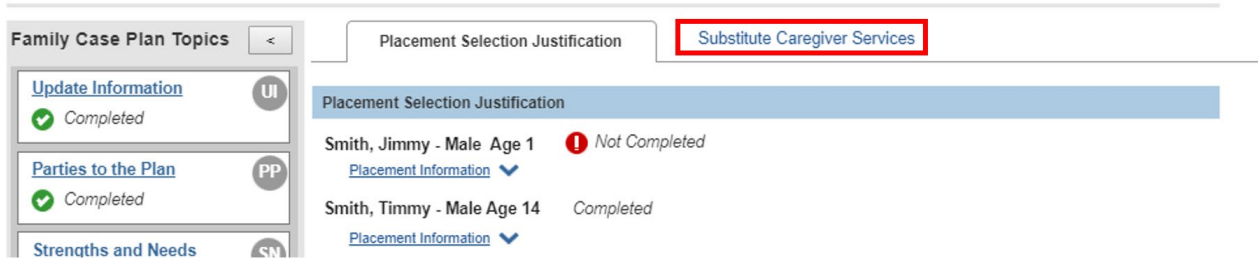 Family Case Plan Topics <
Update Information UI
Completed
Parties to the Plan PP
Completed
Strengths and Needs SN
Placement Selection Justification Substitute Caregiver Services
Placement Selection Justification
Smith, Jimmy - Male Age 1 Not Completed
Placement Information
Smith, Timmy - Male Age 14 Completed
Placement Information